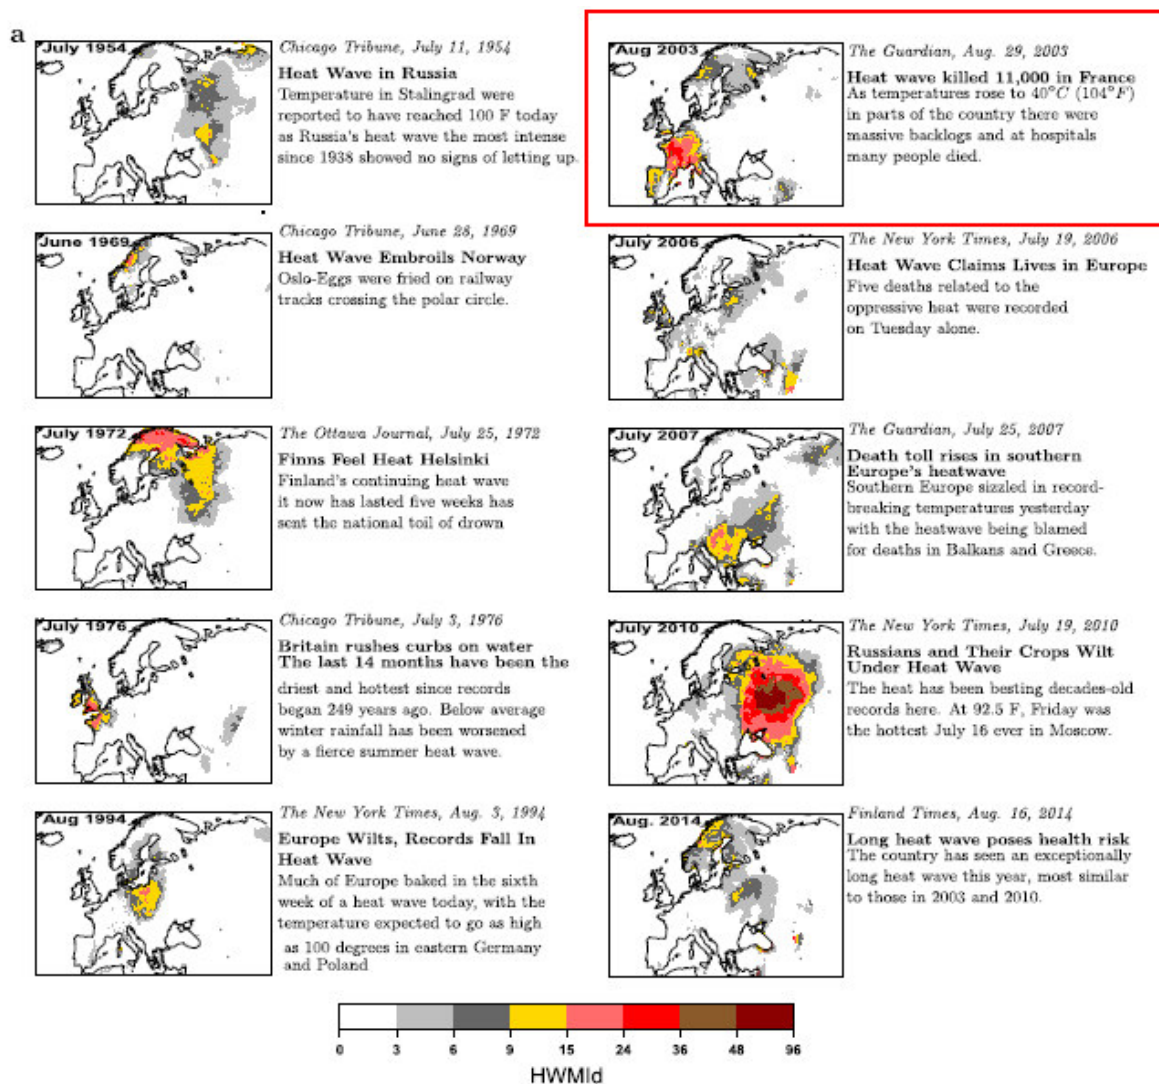 a
July 1954
Chicago Tribune, July 11, 1954
Heat Wave in Russia
Temperature in Stalingrad were
reported to have reached 100 F today
as Russia's heat wave the most intense
since 1938 showed no signs of letting up.
June 1969
Chicago Tribune, June 28, 1969
Heat Wave Embroils Norway
Oslo-Eggs were fried on railway
tracks crossing the polar circle.
July 1972
The Ottawa Journal, July 25, 1972
Finns Feel Heat Helsinki
Finland's continuing heat wave
it now has lasted five weeks has
sent the national toil of drown
July 1976
Chicago Tribune, July 3, 1976
Britain rushes curbs on water
The last 14 months have been the
driest and hottest since records
began 249 years ago. Below average
winter rainfall has been worsened
by a fierce summer heat wave.
Aug 1994
The New York Times, Aug. 3, 1994
Europe Wilts, Records Fall In
Heat Wave
Much of Europe baked in the sixth
week of a heat wave today, with the
temperature expected to go as high
as 100 degrees in eastern Germany
and Poland
Aug 2003
The Guardian, Aug. 29, 2003
Heat wave killed 11,000 in France
As temperatures rose to 40°C (104°F)
in parts of the country there were
massive backlogs and at hospitals
many people died.
July 2006
The New York Times, July 19, 2006
Heat Wave Claims Lives in Europe
Five deaths related to the
oppressive heat were recorded
on Tuesday alone.
July 2007
The Guardian, July 25, 2007
Death toll rises in southern
Europe's heatwave
Southern Europe sizzled in record-
breaking temperatures yesterday
with the heatwave being blamed
for deaths in Balkans and Greece.
July 2010
The New York Times, July 19, 2010
Russians and Their Crops Wilt
Under Heat Wave
The heat has been besting decades-old
records here. At 92.5 F, Friday was
the hottest July 16 ever in Moscow.
Aug. 2014
Finland Times, Aug. 16, 2014
Long heat wave poses health risk
The country has seen an exceptionally
long heat wave this year, most similar
to those in 2003 and 2010.
0 3 6 9 15 24 36 48 96
HWMId